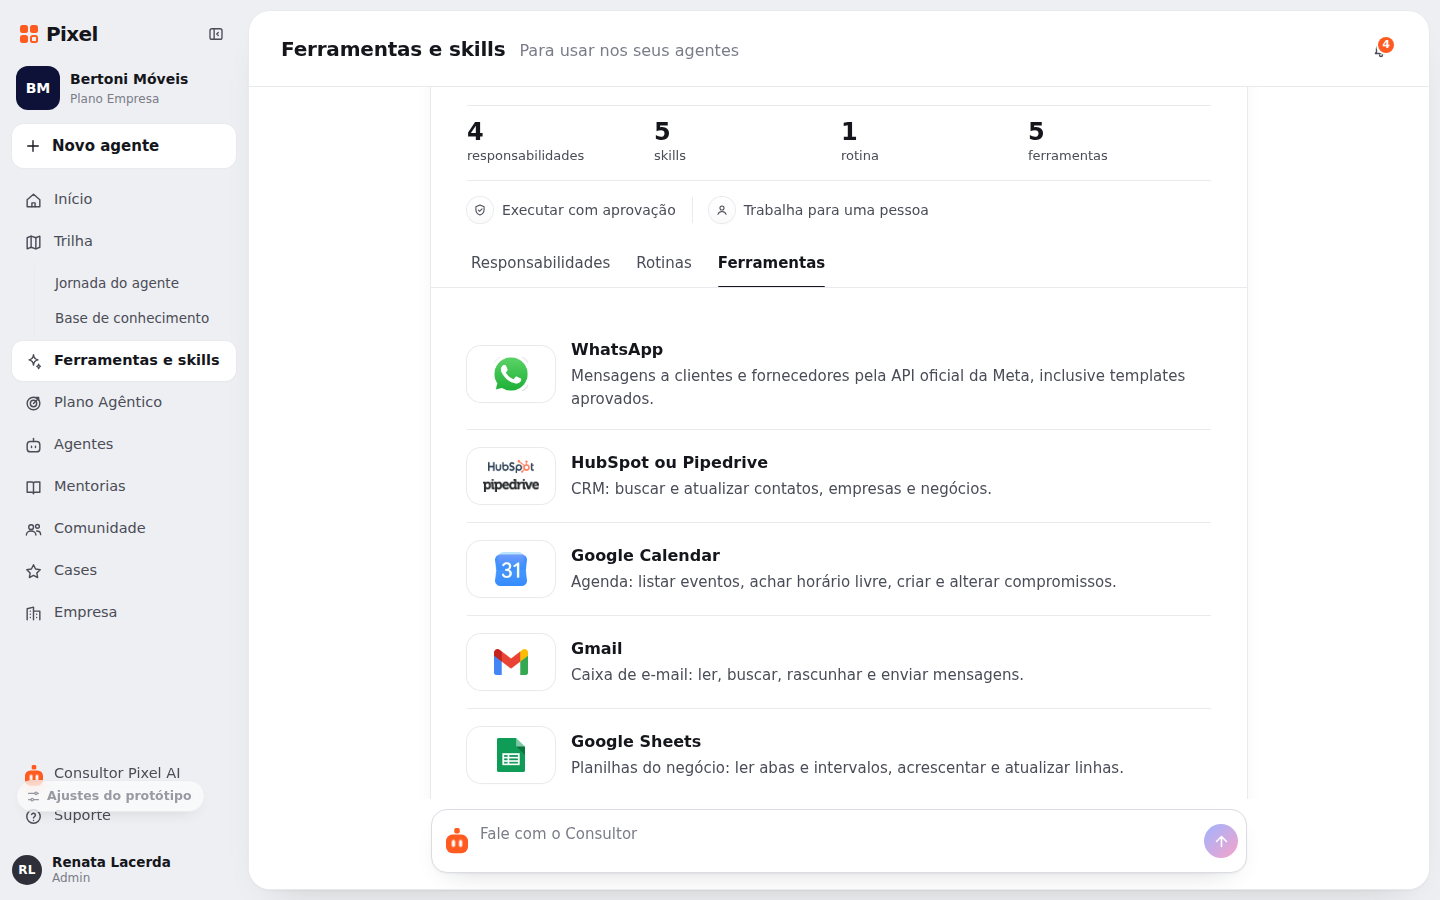 Pixel
BM
Bertoni Móveis
Plano Empresa
Novo agente
Início
Trilha
Jornada do agente
Base de conhecimento
Ferramentas e skills
Plano Agêntico
Agentes
Mentorias
Comunidade
Cases
Empresa
Consultor Pixel AI
Ajustes do protótipo
Suporte
RL
Renata Lacerda
Admin
Ferramentas e skills Para usar nos seus agentes
4
4 5 1 5
responsabilidades skills rotina ferramentas
Executar com aprovação Trabalha para uma pessoa
Responsabilidades Rotinas Ferramentas
WhatsApp
Mensagens a clientes e fornecedores pela API oficial da Meta, inclusive templates
aprovados.
HubSpot
pipedrive
HubSpot ou Pipedrive
CRM: buscar e atualizar contatos, empresas e negócios.
31
Google Calendar
Agenda: listar eventos, achar horário livre, criar e alterar compromissos.
Gmail
Caixa de e-mail: ler, buscar, rascunhar e enviar mensagens.
Google Sheets
Planilhas do negócio: ler abas e intervalos, acrescentar e atualizar linhas.
Fale com o Consultor